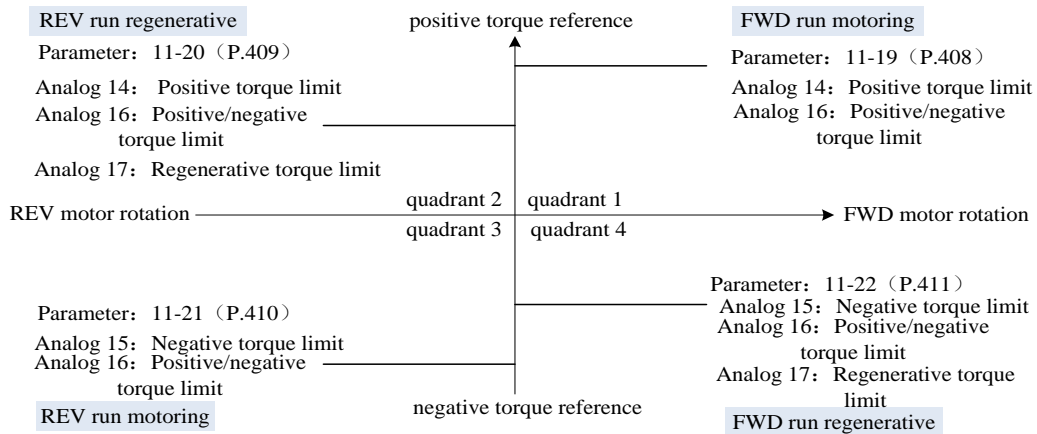 REV run regenerative
Parameter：11-20（P.409）
Analog 14：Positive torque limit
Analog 16：Positive/negative
torque limit
Analog 17：Regenerative torque limit
positive torque reference
FWD run motoring
Parameter：11-19（P.408）
Analog 14：Positive torque limit
Analog 16：Positive/negative
torque limit
quadrant 2
quadrant 1
REV motor rotation
FWD motor rotation
quadrant 3
quadrant 4
Parameter：11-21（P.410）
Analog 15：Negative torque limit
Analog 16：Positive/negative
torque limit
REV run motoring
negative torque reference
Parameter：11-22（P.411）
Analog 15：Negative torque limit
Analog 16：Positive/negative
torque limit
Analog 17：Regenerative torque
limit
FWD run regenerative